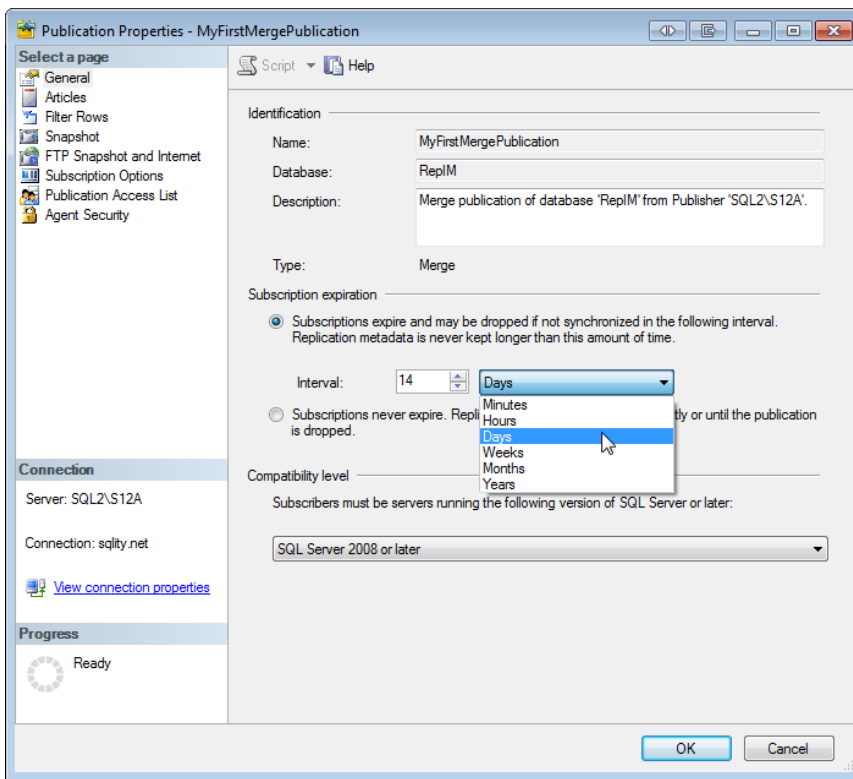 Publication Properties - MyFirstMergePublication
Select a page
General
Articles
Filter Rows
Snapshot
FTP Snapshot and Internet
Subscription Options
Publication Access List
Agent Security
Script
Help
Identification
Name:
MyFirstMergePublication
Database:
ReplM
Description:
Merge publication of database 'ReplM' from Publisher 'SQL2\S12A'.
Type:
Merge
Subscription expiration
Subscriptions expire and may be dropped if not synchronized in the following interval.
Replication metadata is never kept longer than this amount of time.
Interval:
14
Days
Minutes
Hours
Days
Weeks
Months
Years
Subscriptions never expire. Repl tly or until the publication
is dropped.
Compatibility level
Subscribers must be servers running the following version of SQL Server or later:
SQL Server 2008 or later
Connection
Server: SQL2\S12A
Connection: sqlity.net
View connection properties
Progress
Ready
OK
Cancel